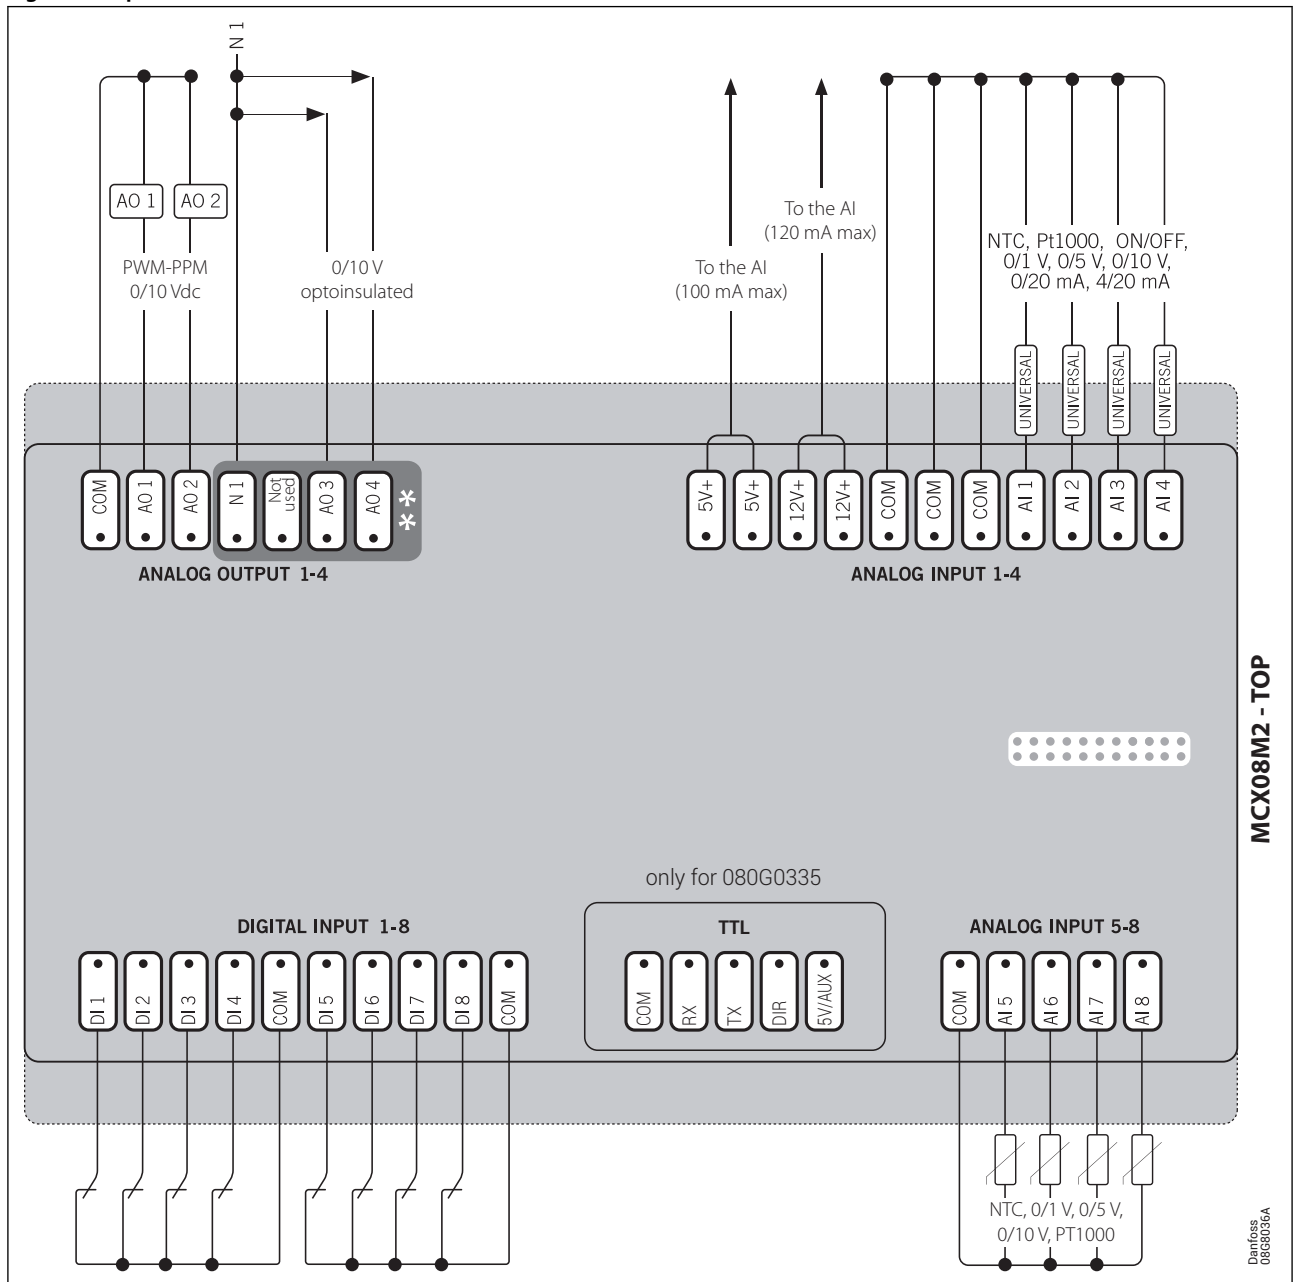 N 1
AO 1
AO 2
PWM-PPM
0/10 Vdc
0/10 V
optoinsulated
To the AI
(100 mA max)
To the AI
(120 mA max)
NTC, Pt1000, ON/OFF,
0/1 V, 0/5 V, 0/10 V,
0/20 mA, 4/20 mA
UNIVERSAL
UNIVERSAL
UNIVERSAL
UNIVERSAL
COM
AO 1
AO 2
N 1
Not
used
AO 3
AO 4
**
5V+
5V+
12V+
12V+
COM
COM
COM
AI 1
AI 2
AI 3
AI 4
ANALOG OUTPUT 1-4
ANALOG INPUT 1-4
MCX08M2 - TOP
only for 080G0335
DIGITAL INPUT 1-8
TTL
ANALOG INPUT 5-8
DI 1
DI 2
DI 3
DI 4
COM
DI 5
DI 6
DI 7
DI 8
COM
COM
RX
TX
DIR
5V/AUX
COM
AI 5
AI 6
AI 7
AI 8
NTC, 0/1 V, 0/5 V,
0/10 V, PT1000
Danfoss
08G8036A